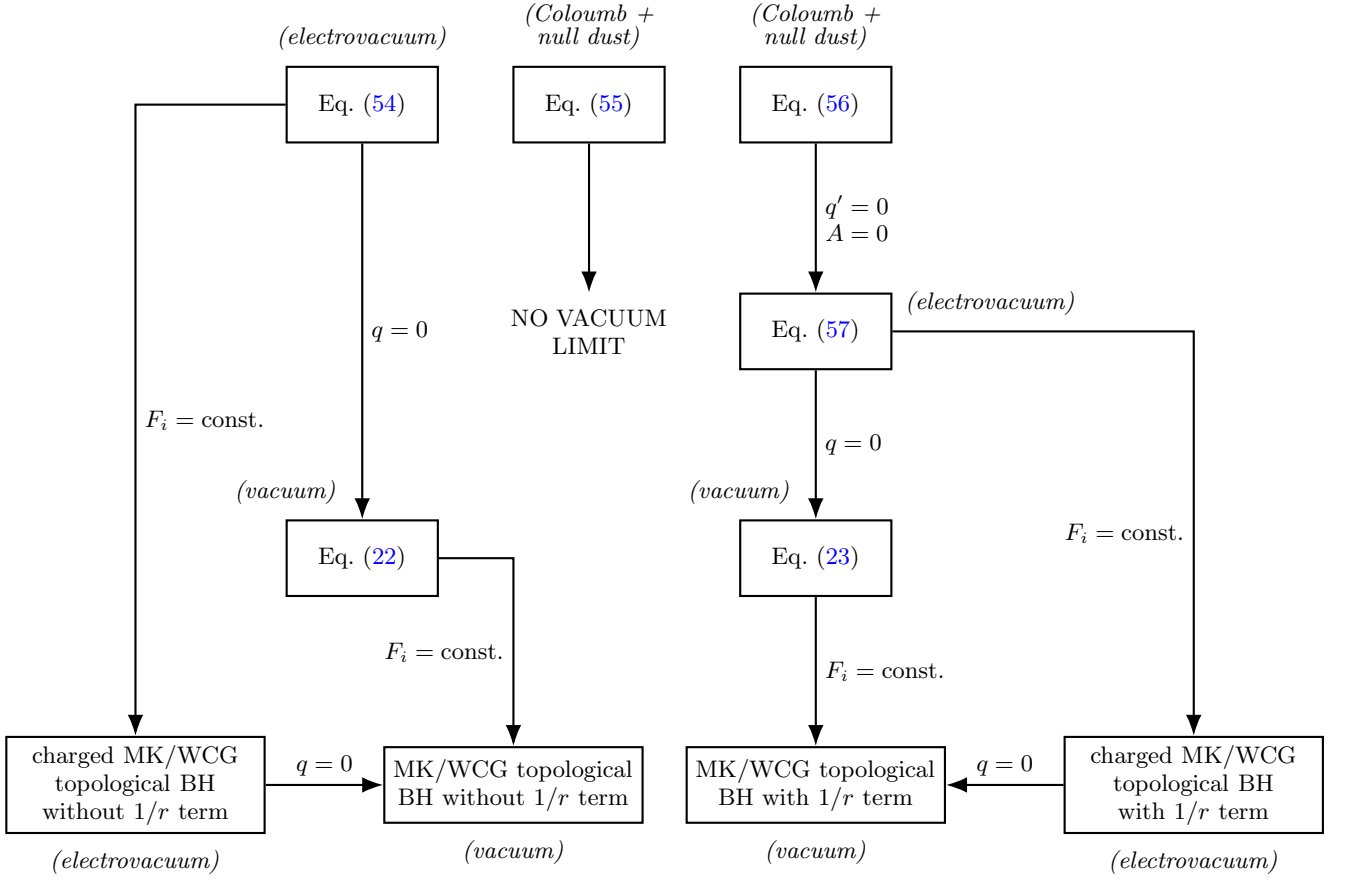 (electrovacuum)
(Coloumb +
null dust)
(Coloumb +
null dust)
Eq. (54)
Eq. (55)
Eq. (56)
q′ = 0
A = 0
NO VACUUM
LIMIT
(electrovacuum)
Eq. (57)
q = 0
F_i = const.
q = 0
(vacuum)
(vacuum)
Eq. (22)
Eq. (23)
F_i = const.
F_i = const.
F_i = const.
charged MK/WCG
topological BH
without 1/r term
q = 0
MK/WCG topological
BH without 1/r term
MK/WCG topological
BH with 1/r term
q = 0
charged MK/WCG
topological BH
with 1/r term
(electrovacuum)
(vacuum)
(vacuum)
(electrovacuum)